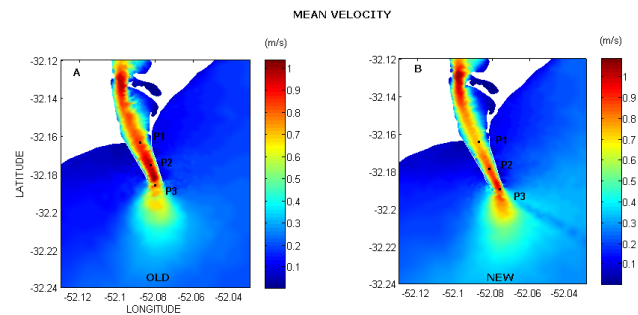 MEAN VELOCITY
(m/s)
(m/s)
A
B
-32.12
-32.14
-32.16
-32.18
-32.2
-32.22
-32.24
LATITUDE
P1
P2
P3
OLD
-52.12 -52.1 -52.08 -52.06 -52.04
LONGITUDE
1
0.9
0.8
0.7
0.6
0.5
0.4
0.3
0.2
0.1
-32.12
-32.14
-32.16
-32.18
-32.2
-32.22
-32.24
P1
P2
P3
NEW
-52.12 -52.1 -52.08 -52.06 -52.04
1
0.9
0.8
0.7
0.6
0.5
0.4
0.3
0.2
0.1